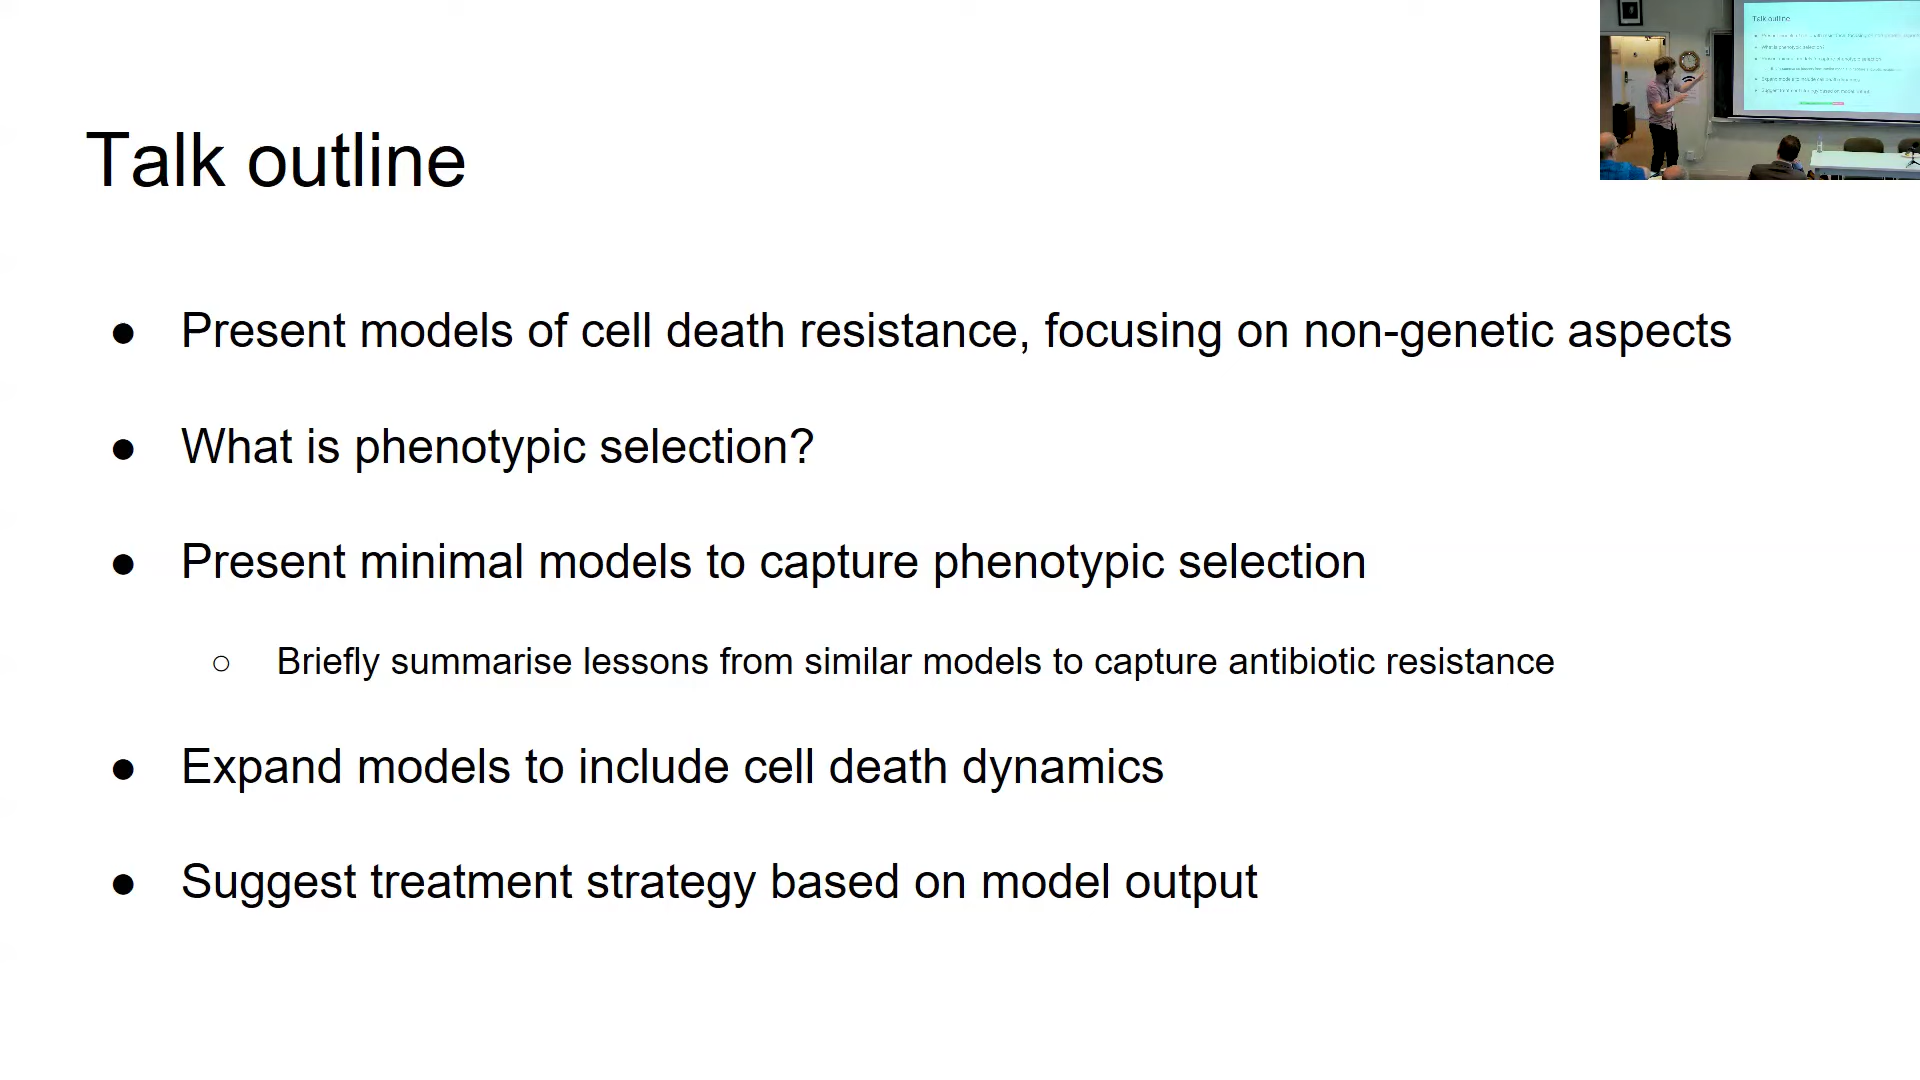 Talk outline
● Present models of cell death resistance, focusing on non-genetic aspects
● What is phenotypic selection?
● Present minimal models to capture phenotypic selection
○ Briefly summarise lessons from similar models to capture antibiotic resistance
● Expand models to include cell death dynamics
● Suggest treatment strategy based on model output
Talk outline